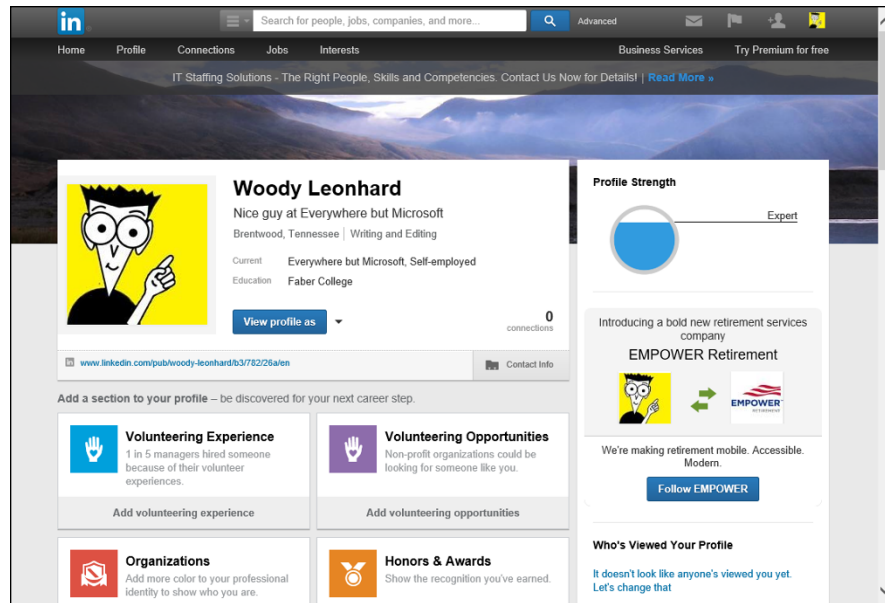 in
Search for people, jobs, companies, and more...
Advanced
Home Profile Connections Jobs Interests Business Services Try Premium for free
IT Staffing Solutions - The Right People, Skills and Competencies. Contact Us Now for Details! | Read More »
Woody Leonhard
Nice guy at Everywhere but Microsoft
Brentwood, Tennessee | Writing and Editing
Current Everywhere but Microsoft, Self-employed
Education Faber College
View profile as
0
connections
in www.linkedin.com/pub/woody-leonhard/b3/782/26a/en
Contact Info
Add a section to your profile – be discovered for your next career step.
Volunteering Experience
1 in 5 managers hired someone
because of their volunteer
experiences.
Add volunteering experience
Volunteering Opportunities
Non-profit organizations could be
looking for someone like you.
Add volunteering opportunities
Organizations
Add more color to your professional
identity to show who you are.
Honors & Awards
Show the recognition you've earned.
Profile Strength
Expert
Introducing a bold new retirement services
company
EMPOWER Retirement
EMPOWER
RETIREMENT
We're making retirement mobile. Accessible.
Modern.
Follow EMPOWER
Who's Viewed Your Profile
It doesn't look like anyone's viewed you yet.
Let's change that